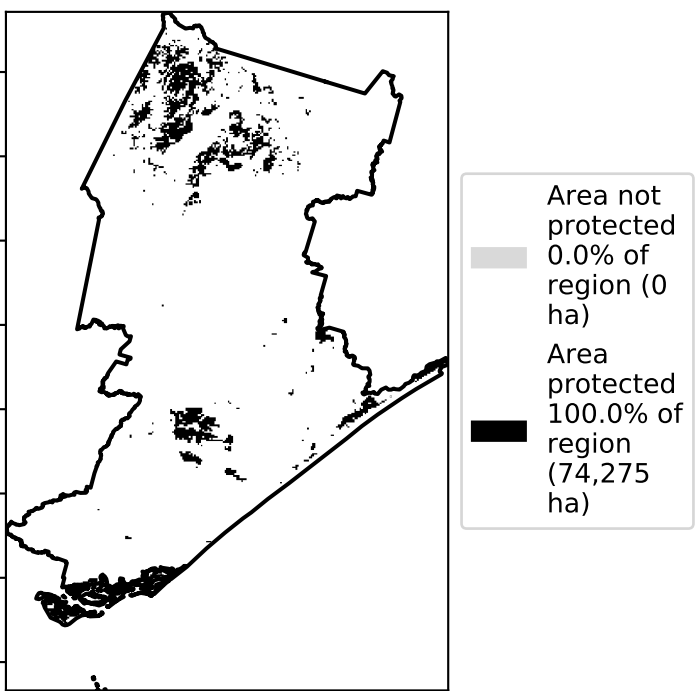 Area not
protected
0.0% of
region (0
ha)
Area
protected
100.0% of
region
(74,275
ha)